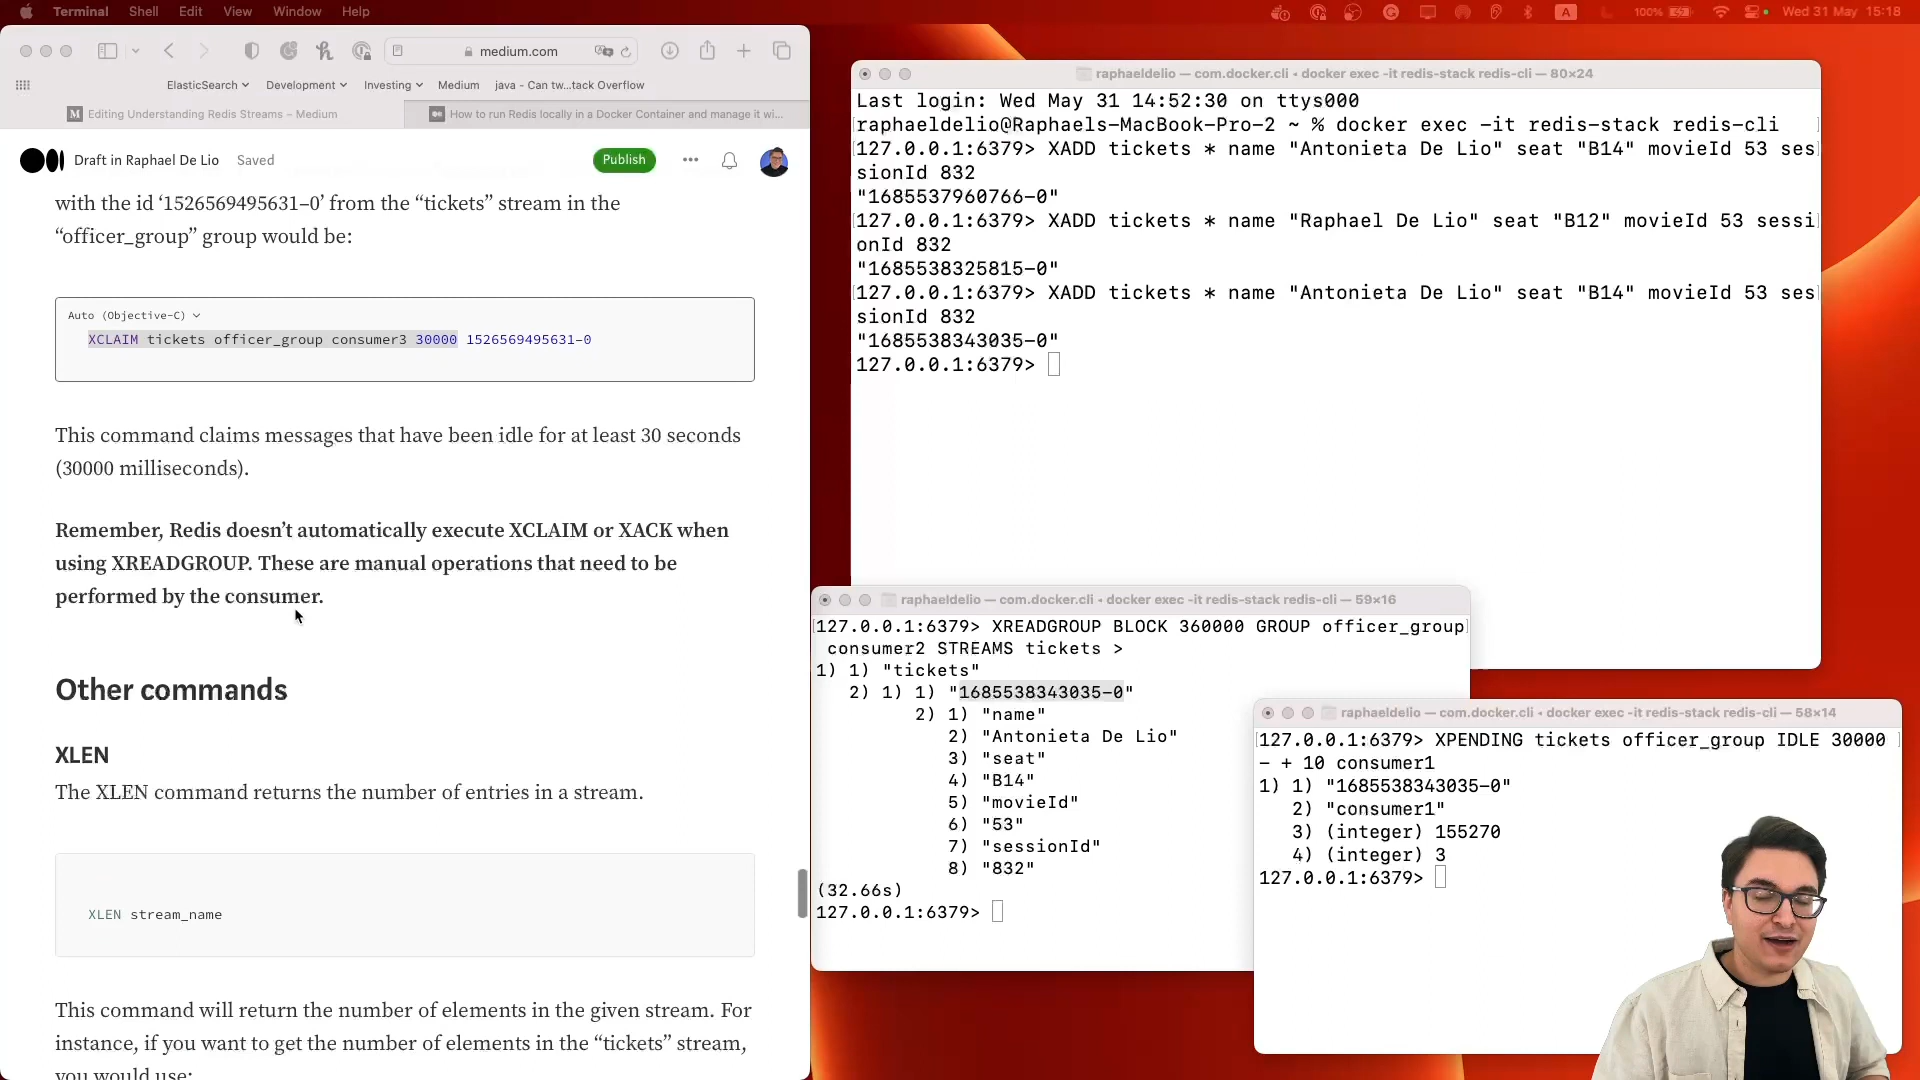 Terminal Shell Edit View Window Help
100% Wed 31 May 15:18
medium.com
ElasticSearch Development Investing Medium java - Can tw...tack Overflow
Editing Understanding Redis Streams – Medium
How to run Redis locally in a Docker Container and manage it wi...
Draft in Raphael De Lio Saved Publish
with the id ‘1526569495631–0’ from the “tickets” stream in the
“officer_group” group would be:
Auto (Objective-C)
XCLAIM tickets officer_group consumer3 30000 1526569495631-0
This command claims messages that have been idle for at least 30 seconds
(30000 milliseconds).
Remember, Redis doesn’t automatically execute XCLAIM or XACK when
using XREADGROUP. These are manual operations that need to be
performed by the consumer.
Other commands
XLEN
The XLEN command returns the number of entries in a stream.
XLEN stream_name
This command will return the number of elements in the given stream. For
instance, if you want to get the number of elements in the “tickets” stream,
you would use:
raphaeldelio — com.docker.cli • docker exec -it redis-stack redis-cli — 80×24
Last login: Wed May 31 14:52:30 on ttys000
raphaeldelio@Raphaels-MacBook-Pro-2 ~ % docker exec -it redis-stack redis-cli
127.0.0.1:6379> XADD tickets * name "Antonieta De Lio" seat "B14" movieId 53 ses
sionId 832
"1685537960766-0"
127.0.0.1:6379> XADD tickets * name "Raphael De Lio" seat "B12" movieId 53 sessi
onId 832
"1685538325815-0"
127.0.0.1:6379> XADD tickets * name "Antonieta De Lio" seat "B14" movieId 53 ses
sionId 832
"1685538343035-0"
127.0.0.1:6379>
raphaeldelio — com.docker.cli • docker exec -it redis-stack redis-cli — 59×16
127.0.0.1:6379> XREADGROUP BLOCK 360000 GROUP officer_group
consumer2 STREAMS tickets >
1) 1) "tickets"
2) 1) 1) "1685538343035-0"
2) 1) "name"
2) "Antonieta De Lio"
3) "seat"
4) "B14"
5) "movieId"
6) "53"
7) "sessionId"
8) "832"
(32.66s)
127.0.0.1:6379>
raphaeldelio — com.docker.cli • docker exec -it redis-stack redis-cli — 58×14
127.0.0.1:6379> XPENDING tickets officer_group IDLE 30000
- + 10 consumer1
1) 1) "1685538343035-0"
2) "consumer1"
3) (integer) 155270
4) (integer) 3
127.0.0.1:6379>